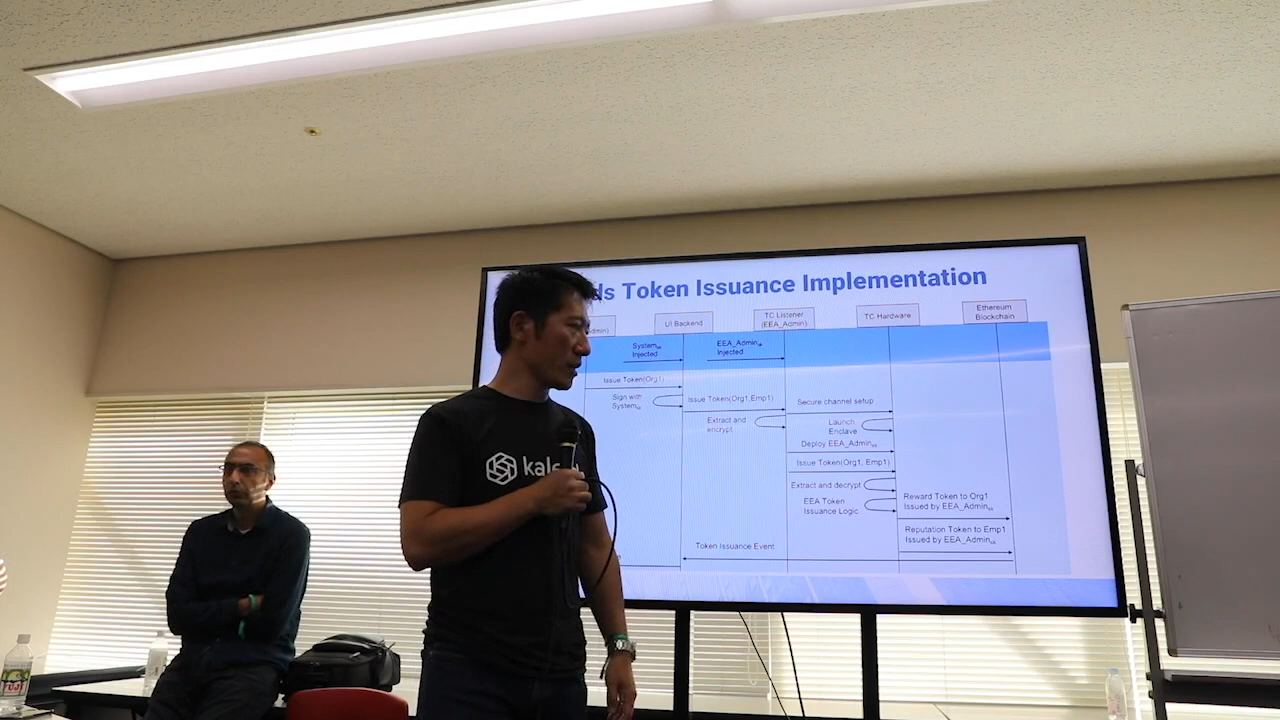 ds Token Issuance Implementation
dmin)
UI Backend
TC Listener
(EEA_Admin)
TC Hardware
Ethereum
Blockchain
System
Injected
EEA_Admin
Injected
Issue Token(Org1)
Sign with
System
Issue Token(Org1,Emp1)
Extract and
encrypt
Secure channel setup
Launch
Enclave
Deploy EEA_Admin
Issue Token(Org1, Emp1)
Extract and decrypt
EEA Token
Issuance Logic
Reward Token to Org1
Issued by EEA_Admin
Reputation Token to Emp1
Issued by EEA_Admin
Token Issuance Event
kale